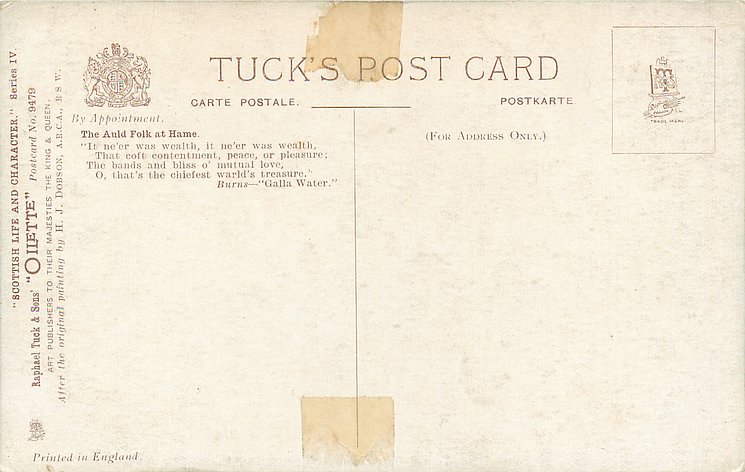 "SCOTTISH LIFE AND CHARACTER." Series IV.
Raphael Tuck & Sons' "OILETTE" Postcard No. 9479
ART PUBLISHERS TO THEIR MAJESTIES THE KING & QUEEN.
After the original painting by H. J. DOBSON, A.R.C.A., R S W.
TUCK'S POST CARD
CARTE POSTALE.
POSTKARTE
By Appointment.
(FOR ADDRESS ONLY.)
The Auld Folk at Hame.
"It ne'er was wealth, it ne'er was wealth,
That coft contentment, peace, or pleasure;
The bands and bliss o' mutual love,
O, that's the chiefest warld's treasure."
Burns—"Galla Water."
TRADE MARK
Printed in England.